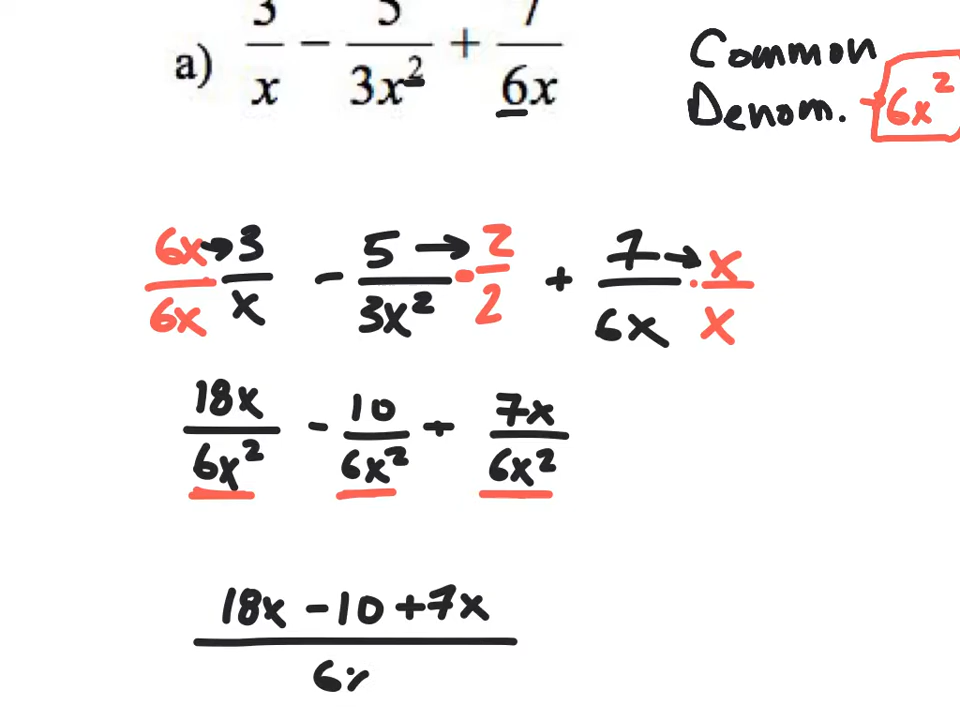 a) 3/x − 5/3x² + 7/6x
Common
Denom. → 6x²
6x/6x → 3/x − 5/3x² → · 2/2 + 7/6x → · x/x
18x/6x² − 10/6x² + 7x/6x²
18x − 10 + 7x / 6x